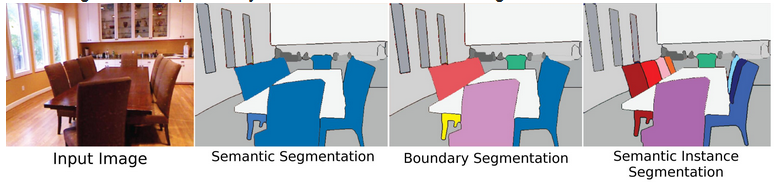 Input Image
Semantic Segmentation
Boundary Segmentation
Semantic Instance
Segmentation